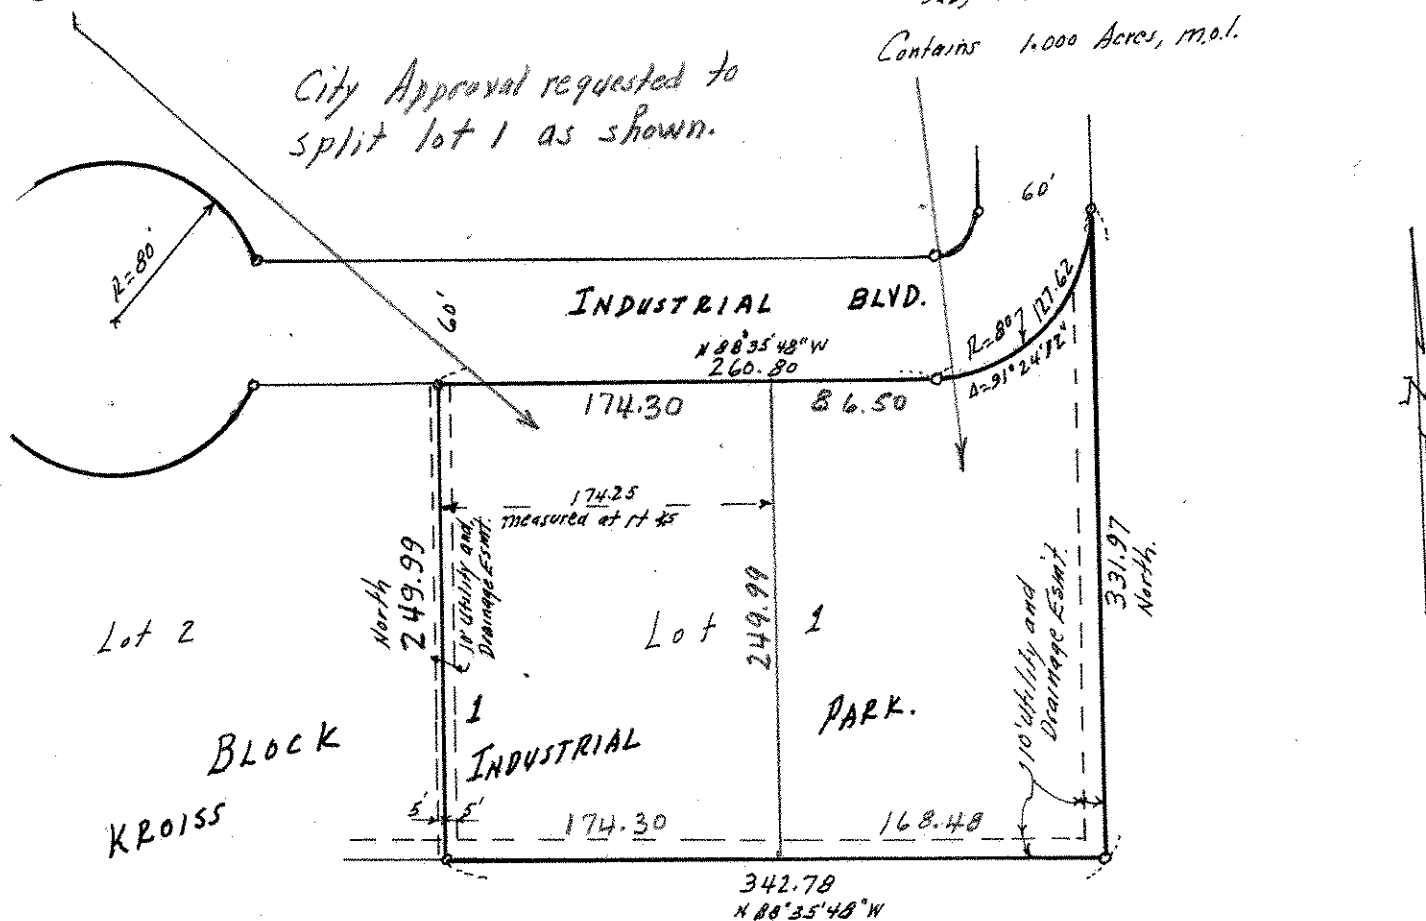 Contains 1.000 Acres, m.o.l.
City Approval requested to
split lot 1 as shown.
60'
R=80'
60'
INDUSTRIAL BLVD.
N 88°35'48" W
260.80
R=80'
127.62
Δ=91°24'12"
174.30
86.50
174.25
measured at rt ∡s
North
249.99
10' Utility and
Drainage Esmt.
249.99
331.97
North.
Lot 2
Lot 1
10' Utility and
Drainage Esmt.
1
BLOCK
INDUSTRIAL
PARK.
KROISS
5'
5'
174.30
168.48
342.78
N 88°35'48" W